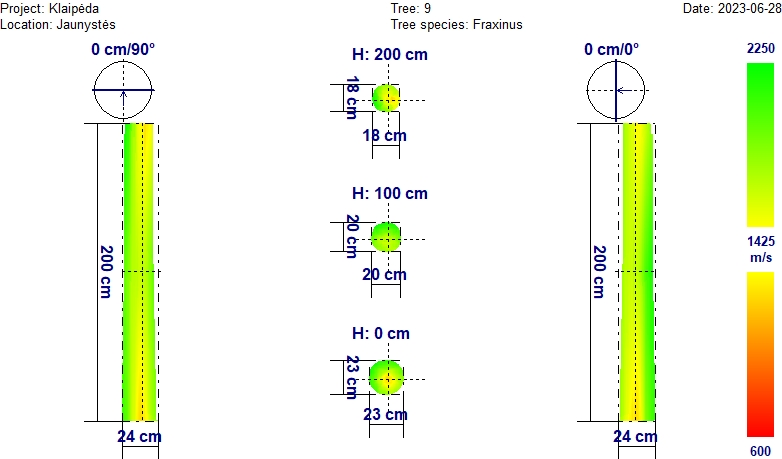 Project: Klaipėda
Tree: 9
Date: 2023-06-28
Location: Jaunystės
Tree species: Fraxinus
0 cm/90°
H: 200 cm
0 cm/0°
2250
18 cm
18 cm
H: 100 cm
20 cm
20 cm
200 cm
200 cm
1425
m/s
H: 0 cm
23 cm
23 cm
24 cm
24 cm
600